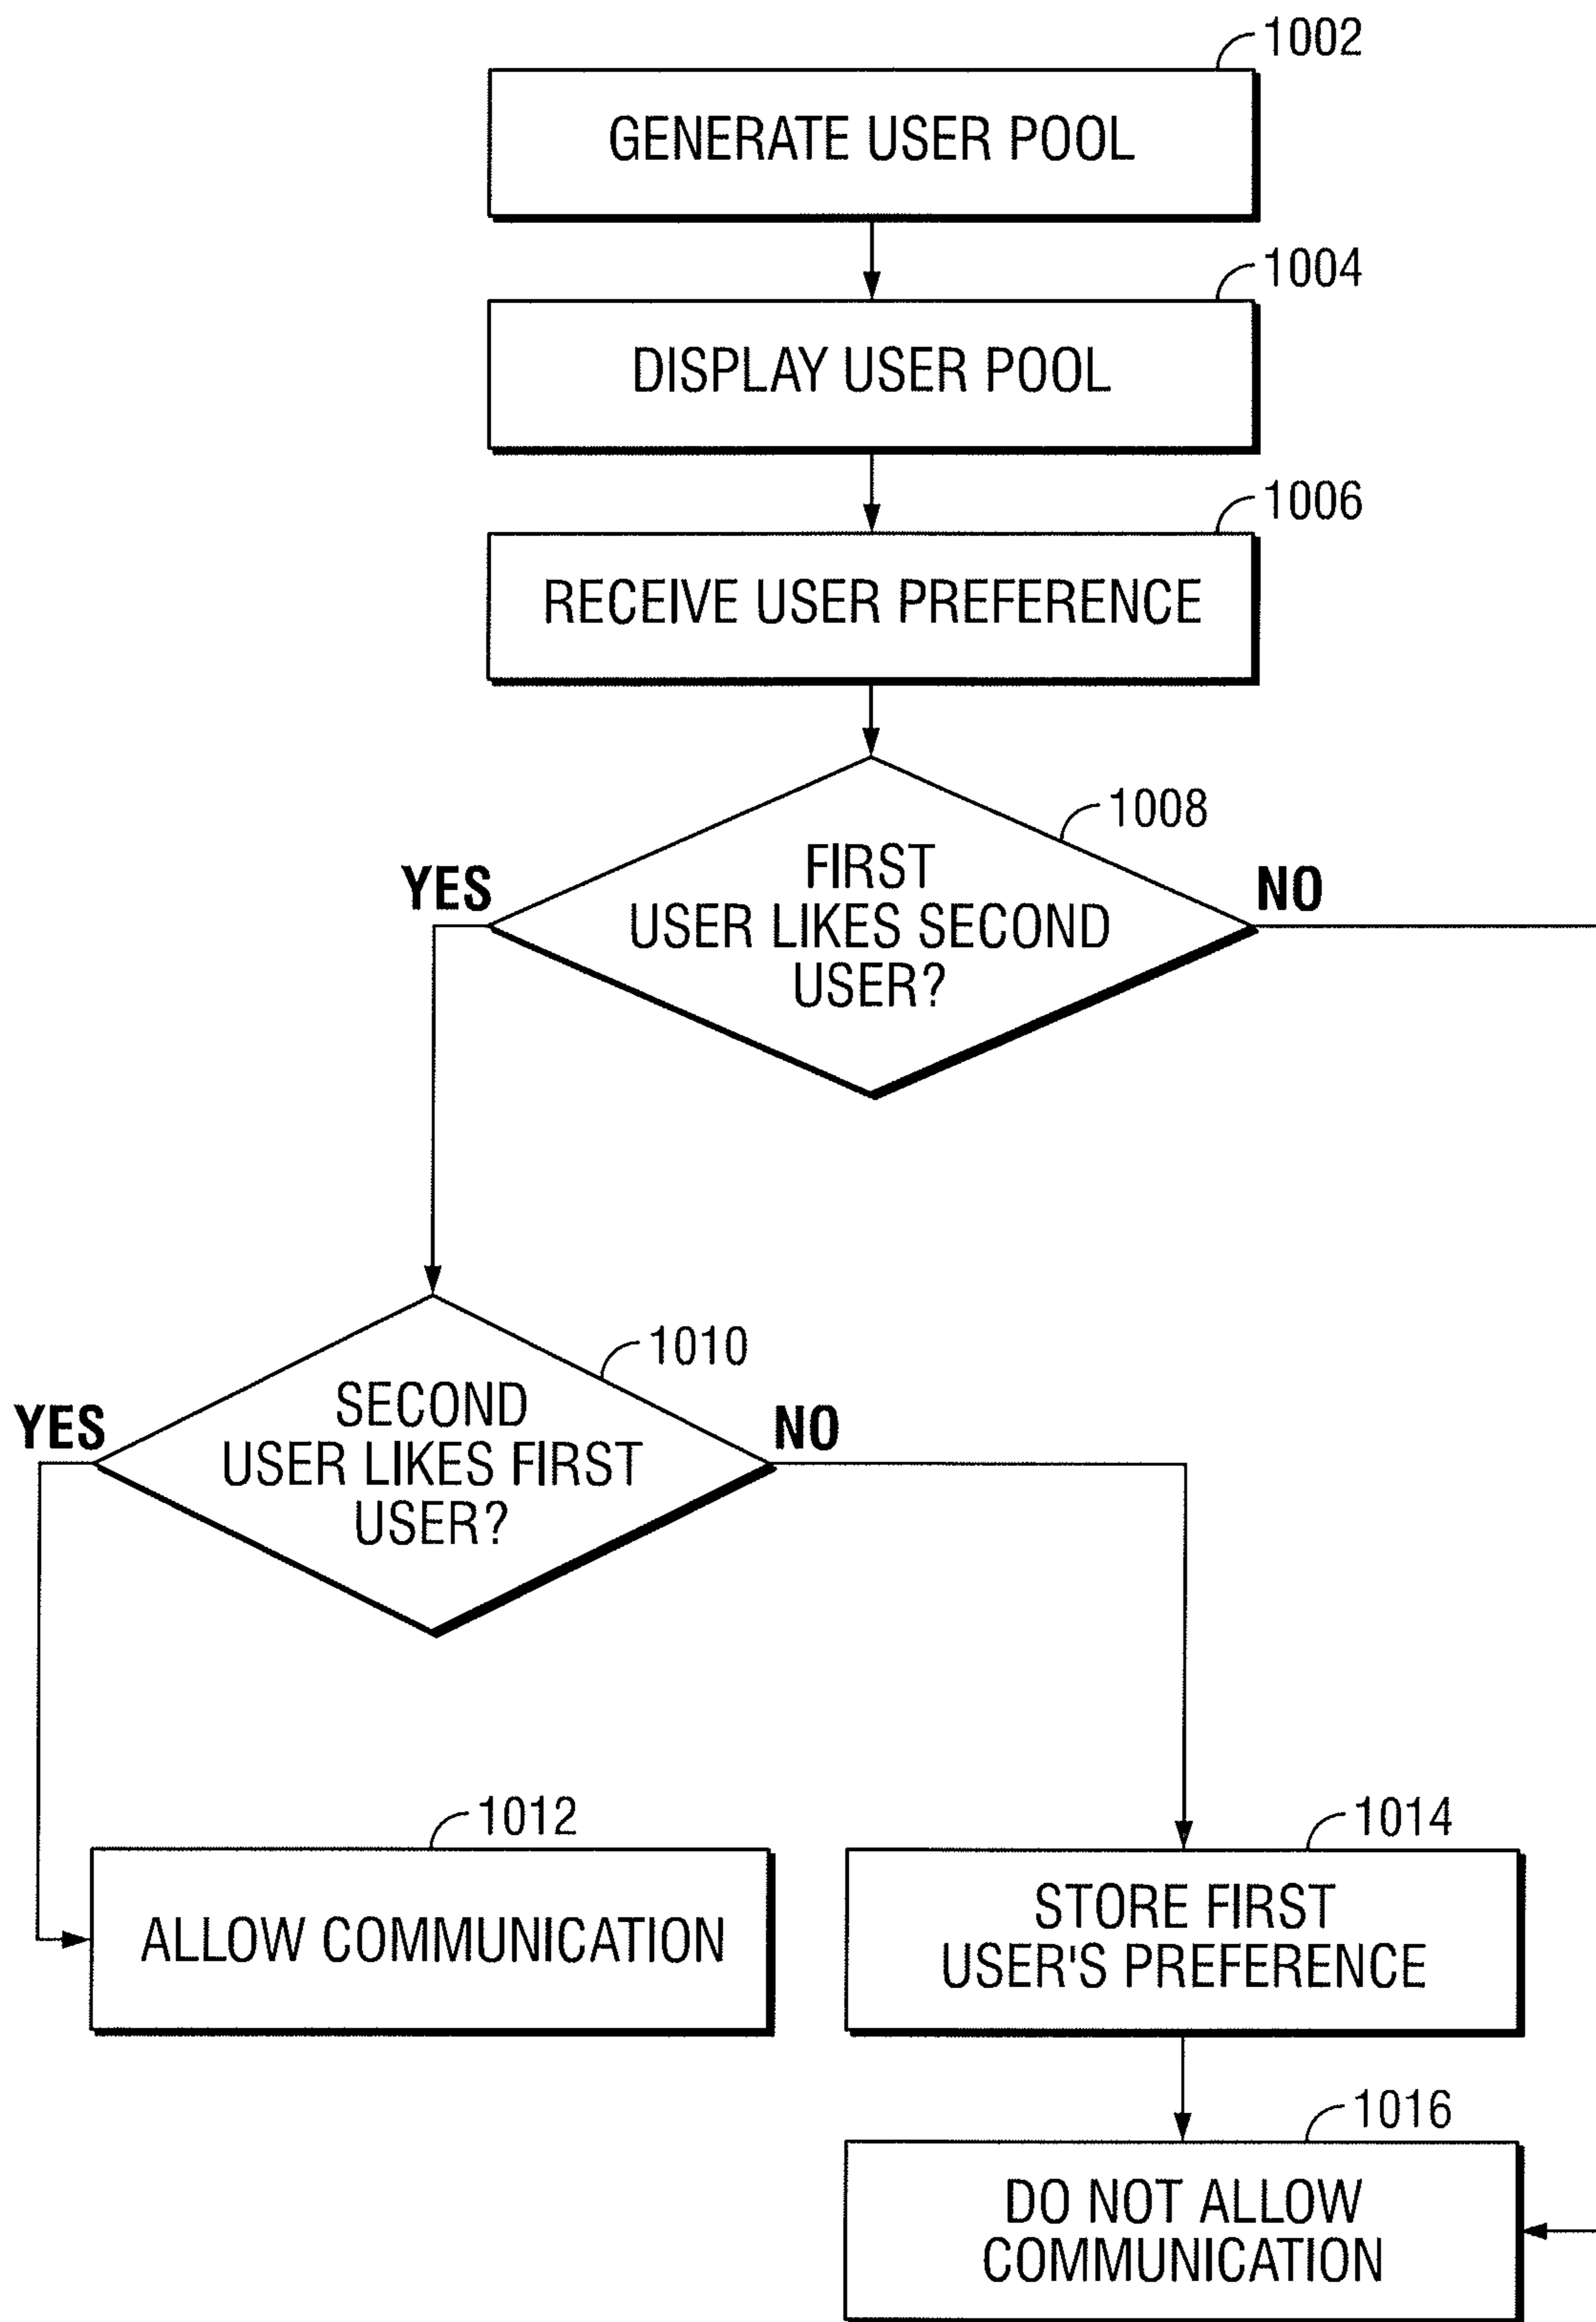 1002
GENERATE USER POOL
1004
DISPLAY USER POOL
1006
RECEIVE USER PREFERENCE
1008
YES
FIRST
USER LIKES SECOND
USER?
NO
1010
YES
SECOND
USER LIKES FIRST
USER?
NO
1012
ALLOW COMMUNICATION
1014
STORE FIRST
USER'S PREFERENCE
1016
DO NOT ALLOW
COMMUNICATION